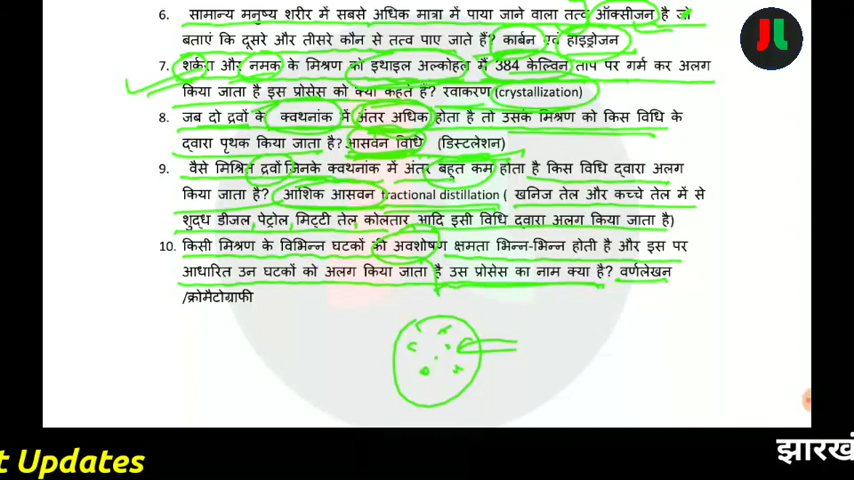 6. सामान्य मनुष्य शरीर में सबसे अधिक मात्रा में पाया जाने वाला तत्व ऑक्सीजन है जो
बताएं कि दूसरे और तीसरे कौन से तत्व पाए जाते हैं? कार्बन एवं हाइड्रोजन
7. शर्करा और नमक के मिश्रण को इथाइल अल्कोहल में 384 केल्विन ताप पर गर्म कर अलग
किया जाता है इस प्रोसेस को क्या कहते हैं? रवाकरण (crystallization)
8. जब दो द्रवों के क्वथनांक में अंतर अधिक होता है तो उसके मिश्रण को किस विधि के
द्वारा पृथक किया जाता है? आसवन विधि (डिस्टलेशन)
9. वैसे मिश्रित द्रवों जिनके क्वथनांक में अंतर बहुत कम होता है किस विधि द्वारा अलग
किया जाता है? आंशिक आसवन fractional distillation ( खनिज तेल और कच्चे तेल में से
शुद्ध डीजल, पेट्रोल, मिट्टी तेल, कोलतार आदि इसी विधि द्वारा अलग किया जाता है)
10. किसी मिश्रण के विभिन्न घटकों की अवशोषण क्षमता भिन्न-भिन्न होती है और इस पर
आधारित उन घटकों को अलग किया जाता है उस प्रोसेस का नाम क्या है? वर्णलेखन
/क्रोमैटोग्राफी
t Updates
झारखं